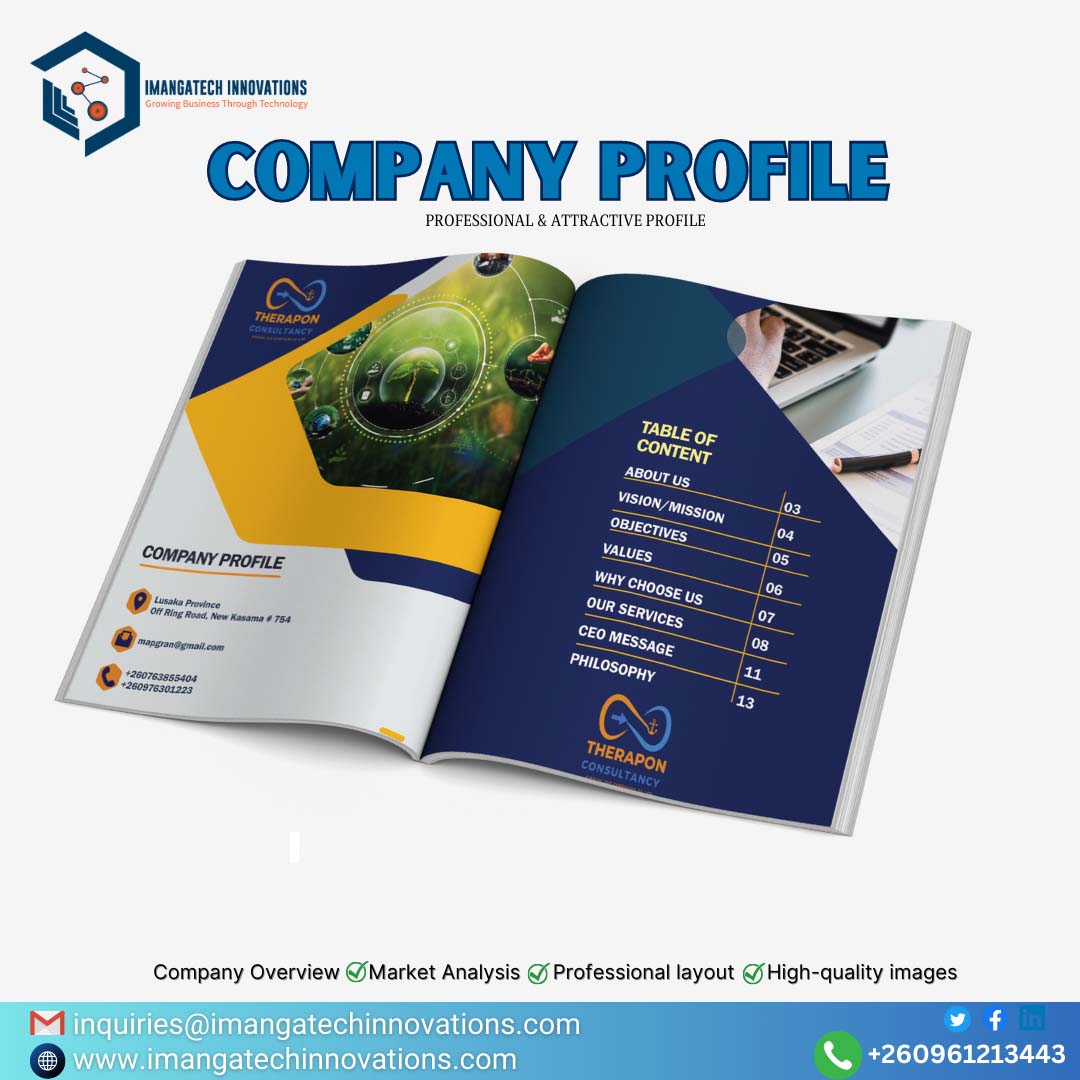 IMANGATECH INNOVATIONS
Growing Business Through Technology
COMPANY PROFILE
PROFESSIONAL & ATTRACTIVE PROFILE
THERAPON
CONSULTANCY
COMPANY PROFILE
Lusaka Province
Off Ring Road, New Kasama # 754
mapgran@gmail.com
+260763855404
+260976301223
TABLE OF
CONTENT
ABOUT US 03
VISION/MISSION 04
OBJECTIVES 05
VALUES 06
WHY CHOOSE US 07
OUR SERVICES 08
CEO MESSAGE 11
PHILOSOPHY 13
THERAPON
CONSULTANCY
Company Overview Market Analysis Professional layout High-quality images
inquiries@imangatechinnovations.com
www.imangatechinnovations.com
+260961213443